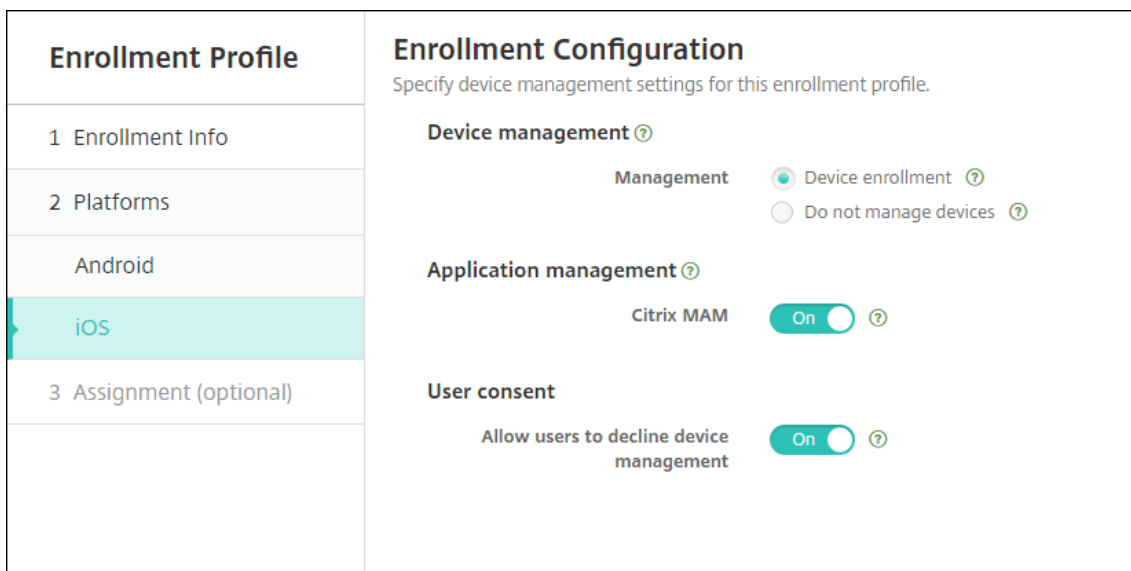 Enrollment Profile
1 Enrollment Info
2 Platforms
Android
iOS
3 Assignment (optional)
Enrollment Configuration
Specify device management settings for this enrollment profile.
Device management ?
Management
Device enrollment ?
Do not manage devices ?
Application management ?
Citrix MAM
On ?
User consent
Allow users to decline device
management
On ?